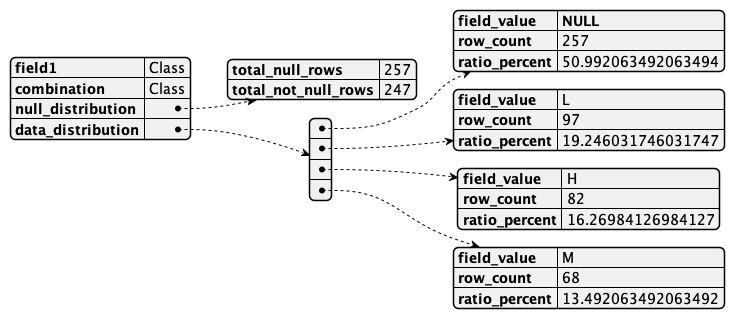 field1 Class
combination Class
null_distribution
data_distribution
total_null_rows 257
total_not_null_rows 247
field_value NULL
row_count 257
ratio_percent 50.992063492063494
field_value L
row_count 97
ratio_percent 19.246031746031747
field_value H
row_count 82
ratio_percent 16.26984126984127
field_value M
row_count 68
ratio_percent 13.492063492063492